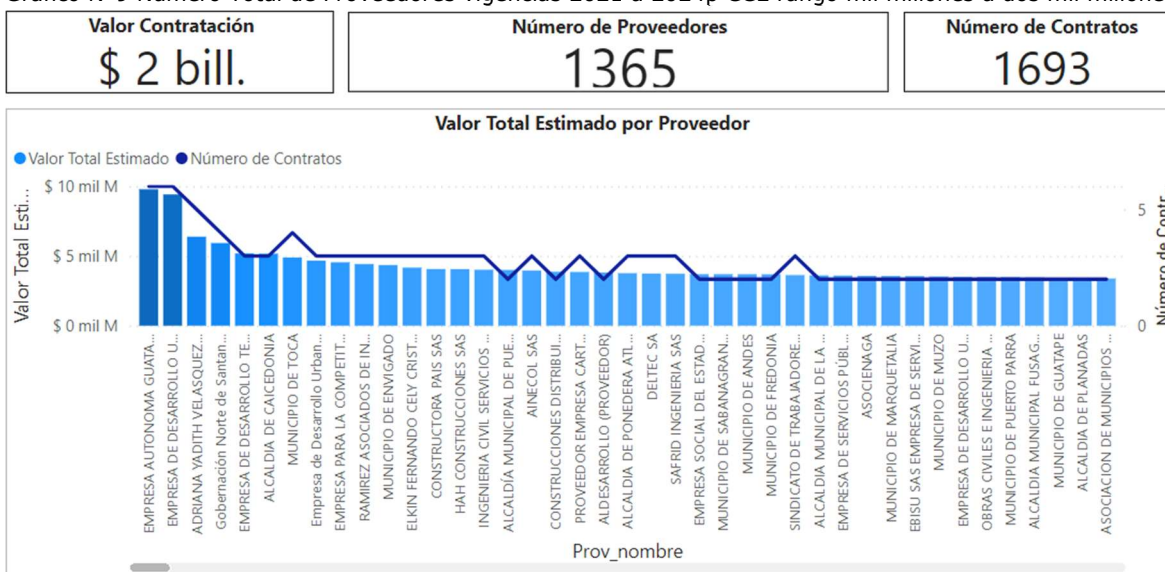 Valor Contratación
$ 2 bill.
Número de Proveedores
1365
Número de Contratos
1693
Valor Total Estimado por Proveedor
Valor Total Estimado
Número de Contratos
Valor Total Esti...
$ 10 mil M
$ 5 mil M
$ 0 mil M
5
0
Número de Contr
EMPRESA AUTONOMA GUATA...
EMPRESA DE DESARROLLO U...
ADRIANA YADITH VELASQUEZ...
Gobernación Norte de Santan...
EMPRESA DE DESARROLLO TE...
ALCALDIA DE CAICEDONIA
MUNICIPIO DE TOCA
Empresa de Desarrollo Urban...
EMPRESA PARA LA COMPETIT...
RAMIREZ ASOCIADOS DE IN...
MUNICIPIO DE ENVIGADO
ELKIN FERNANDO CELY CRIST...
CONSTRUCTORA PAIS SAS
HAH CONSTRUCCIONES SAS
INGENIERIA CIVIL SERVICIOS ...
ALCALDÍA MUNICIPAL DE PUE...
AINECOL SAS
CONSTRUCCIONES DISTRIBUI...
PROVEEDOR EMPRESA CART...
ALDESARROLLO (PROVEEDOR)
ALCALDIA DE PONEDERA ATL...
DELTEC SA
SAFRID INGENIERIA SAS
EMPRESA SOCIAL DEL ESTAD...
MUNICIPIO DE SABANAGRAN...
MUNICIPIO DE ANDES
MUNICIPIO DE FREDONIA
SINDICATO DE TRABAJADORE...
ALCALDIA MUNICIPAL DE LA ...
EMPRESA DE SERVICIOS PÚBL...
ASOCIENAGA
MUNICIPIO DE MARQUETALIA
EBISU SAS EMPRESA DE SERVI...
MUNICIPIO DE MUZO
EMPRESA DE DESARROLLO U...
OBRAS CIVILES E INGENIERIA ...
MUNICIPIO DE PUERTO PARRA
ALCALDIA MUNICIPAL FUSAG...
MUNICIPIO DE GUATAPE
ALCALDIA DE PLANADAS
ASOCIACION DE MUNICIPIOS ...
Prov_nombre